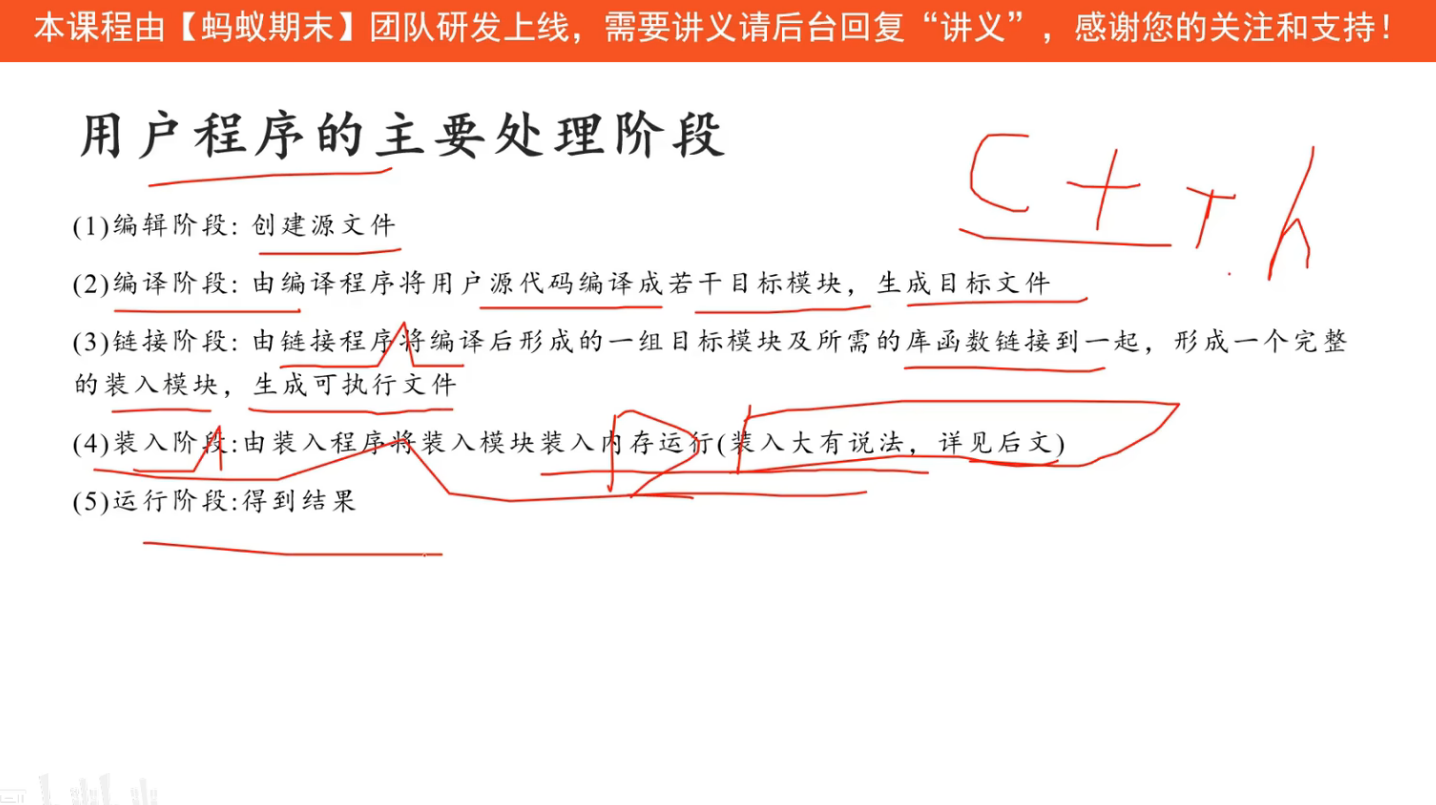 本课程由【蚂蚁期末】团队研发上线，需要讲义请后台回复“讲义”，感谢您的关注和支持！
用户程序的主要处理阶段
C++h
(1)编辑阶段：创建源文件
(2)编译阶段：由编译程序将用户源代码编译成若干目标模块，生成目标文件
(3)链接阶段：由链接程序将编译后形成的一组目标模块及所需的库函数链接到一起，形成一个完整
的装入模块，生成可执行文件
(4)装入阶段:由装入程序将装入模块装入内存运行(装入大有说法，详见后文)
(5)运行阶段:得到结果